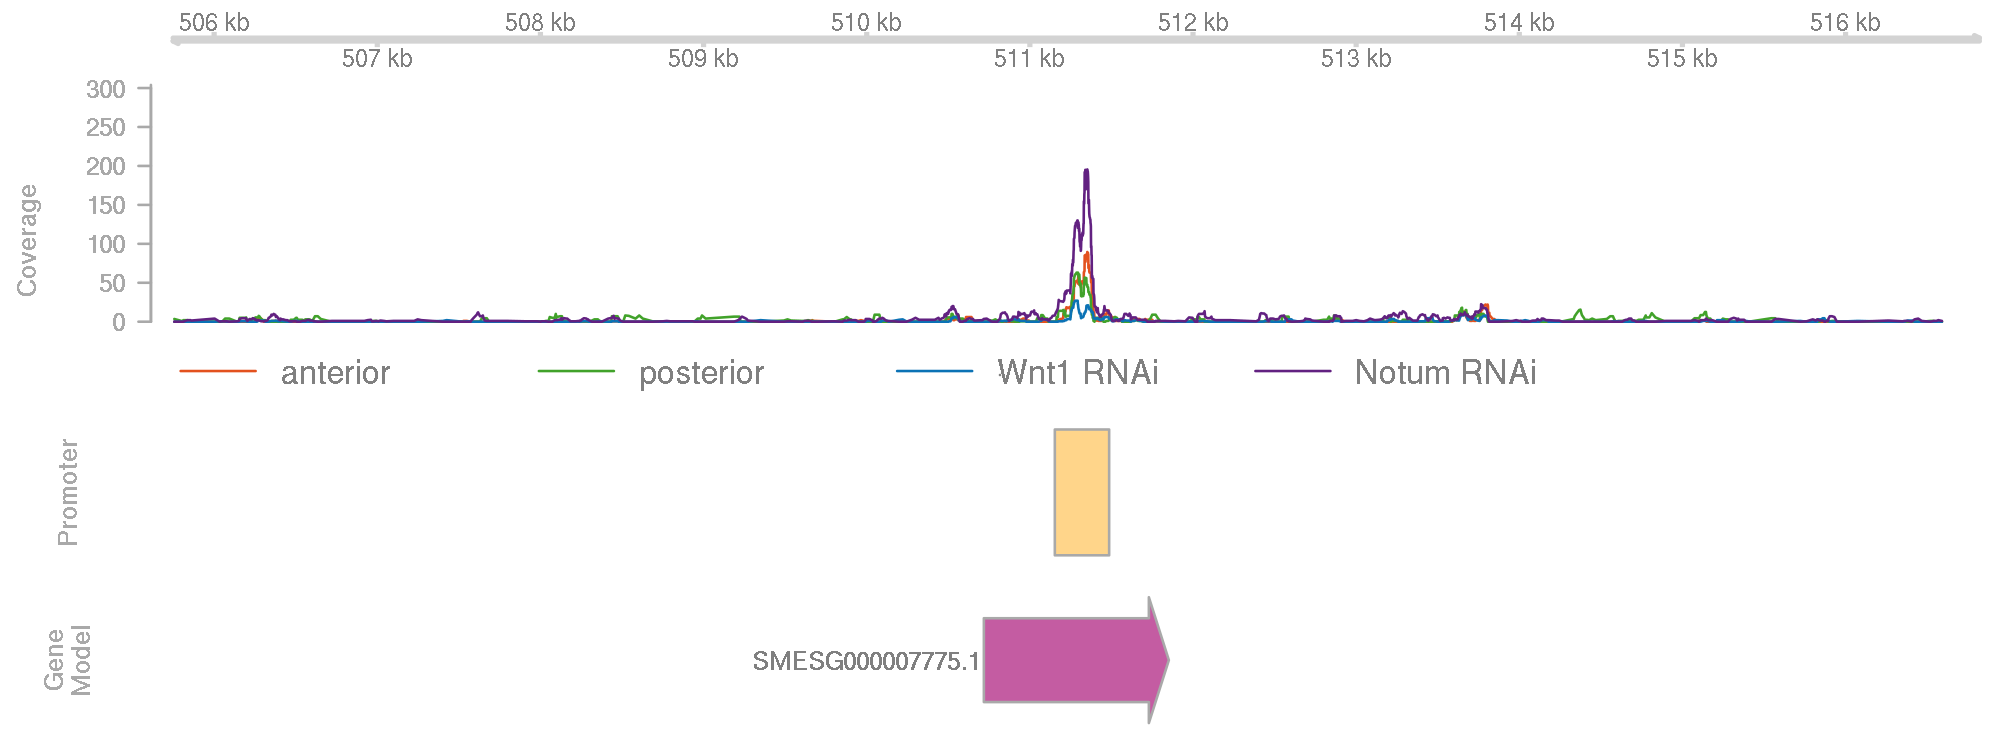 506 kb 508 kb 510 kb 512 kb 514 kb 516 kb
507 kb 509 kb 511 kb 513 kb 515 kb
300
250
200
150
100
50
0
Coverage
anterior posterior Wnt1 RNAi Notum RNAi
Promoter
Gene
Model
SMESG000007775.1